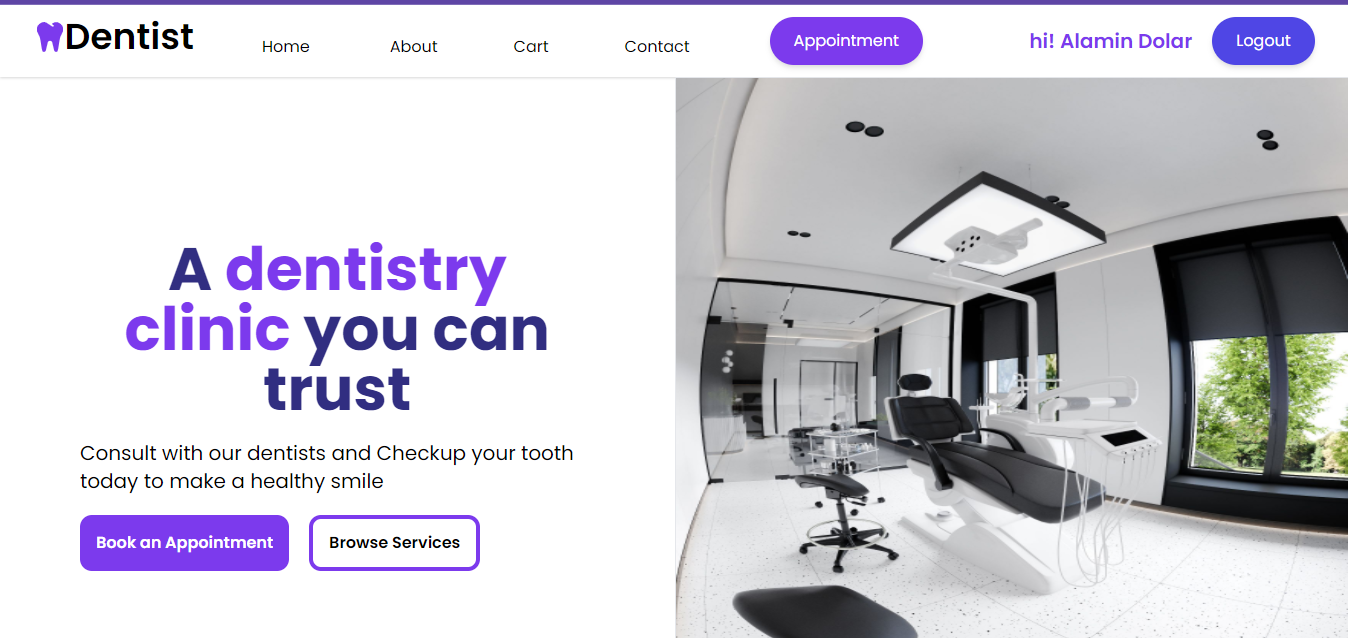 Dentist
Home
About
Cart
Contact
Appointment
hi! Alamin Dolar
Logout
A dentistry
clinic you can
trust
Consult with our dentists and Checkup your tooth
today to make a healthy smile
Book an Appointment
Browse Services